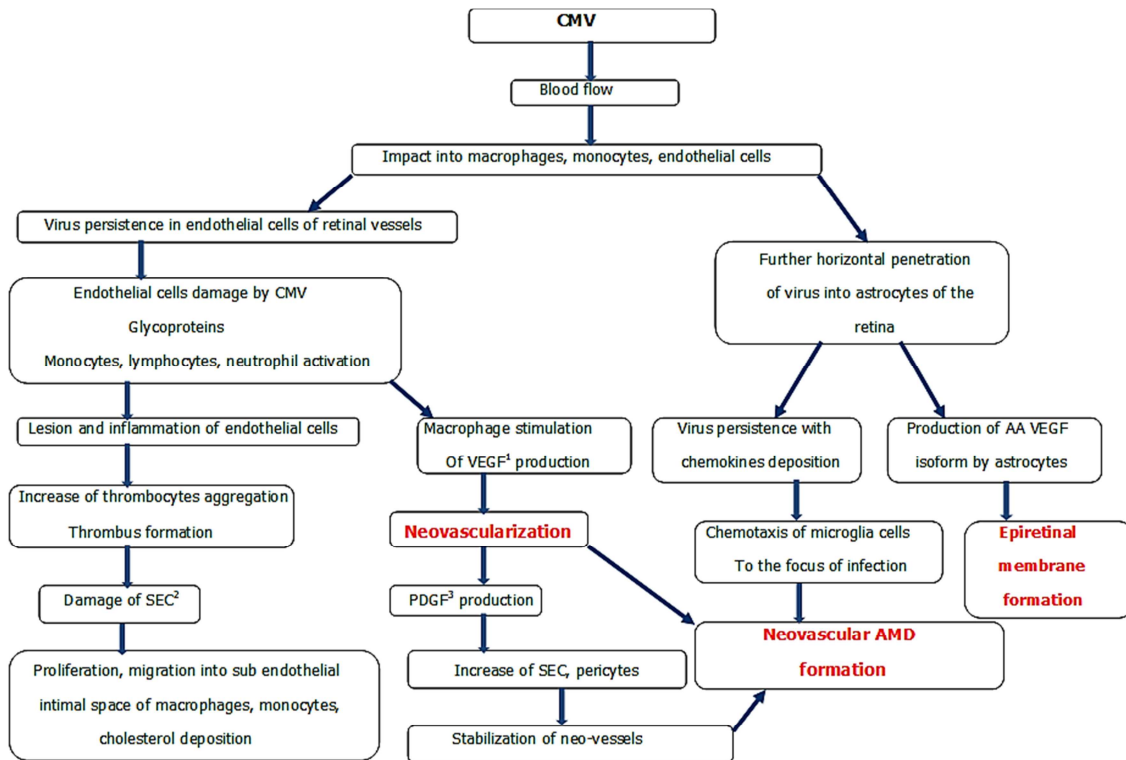 CMV
Blood flow
Impact into macrophages, monocytes, endothelial cells
Virus persistence in endothelial cells of retinal vessels
Further horizontal penetration
of virus into astrocytes of the
retina
Endothelial cells damage by CMV
Glycoproteins
Monocytes, lymphocytes, neutrophil activation
Lesion and inflammation of endothelial cells
Macrophage stimulation
Of VEGF¹ production
Virus persistence with
chemokines deposition
Production of AA VEGF
isoform by astrocytes
Increase of thrombocytes aggregation
Thrombus formation
Neovascularization
Chemotaxis of microglia cells
To the focus of infection
Epiretinal
membrane
formation
Damage of SEC²
PDGF³ production
Neovascular AMD
formation
Proliferation, migration into sub endothelial
intimal space of macrophages, monocytes,
cholesterol deposition
Increase of SEC, pericytes
Stabilization of neo-vessels